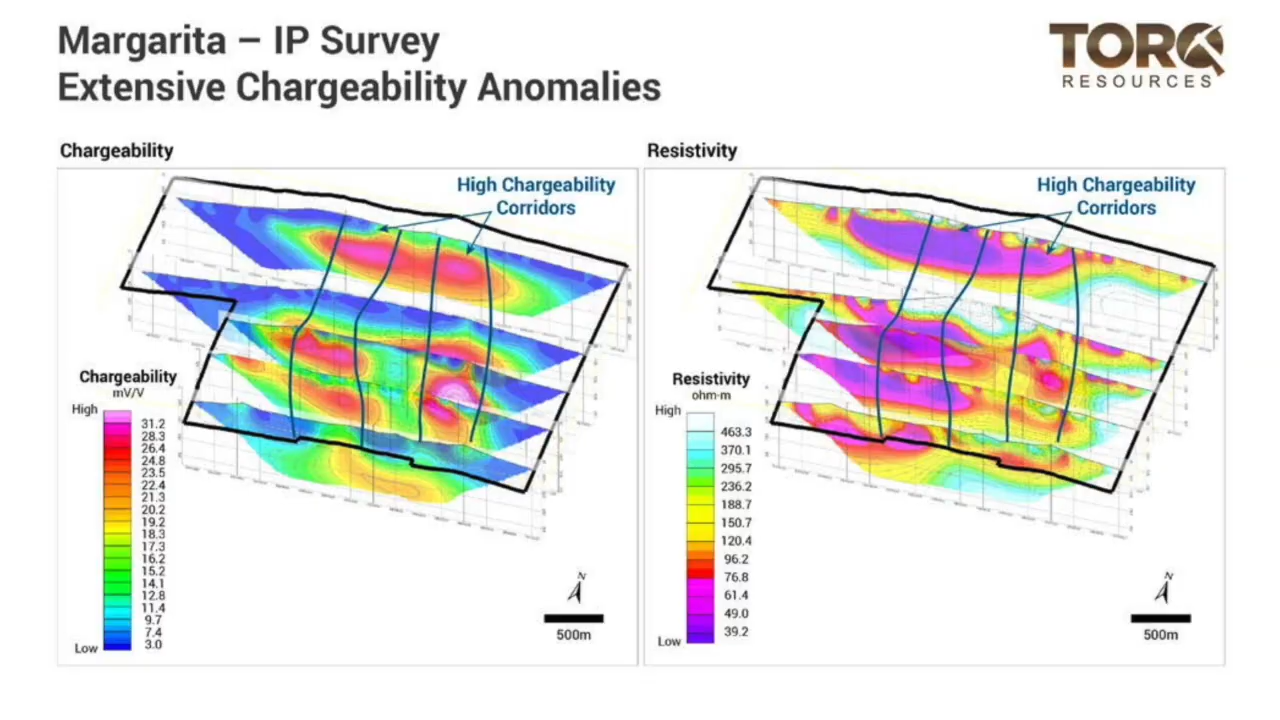 Margarita – IP Survey
Extensive Chargeability Anomalies
TORQ
RESOURCES
Chargeability
High Chargeability
Corridors
Chargeability
mV/V
High
31.2
28.3
26.4
24.8
23.5
22.4
21.3
20.2
19.2
18.3
17.3
16.2
15.2
14.1
12.8
11.4
9.7
7.4
3.0
Low
N
500m
Resistivity
High Chargeability
Corridors
Resistivity
ohm-m
High
463.3
370.1
295.7
236.2
188.7
150.7
120.4
96.2
76.8
61.4
49.0
39.2
Low
N
500m